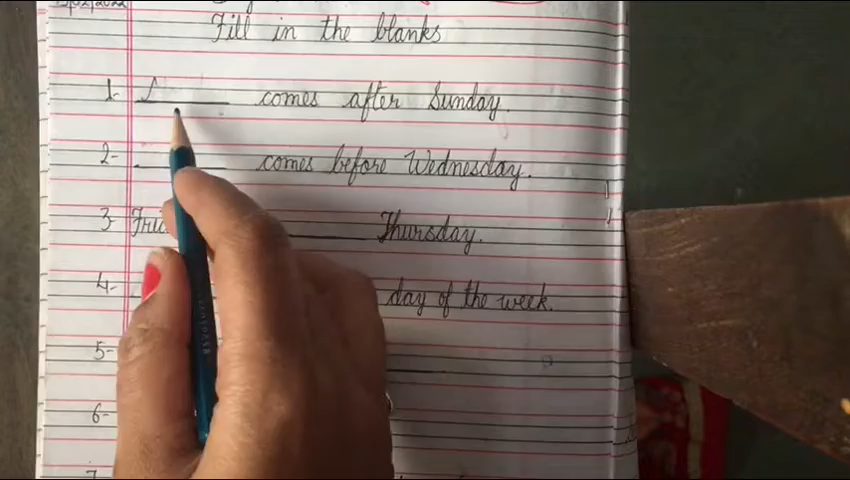 Fill in the blanks
1- comes after Sunday.
2- comes before Wednesday.
3- Thursday.
4- day of the week.
5-
6-